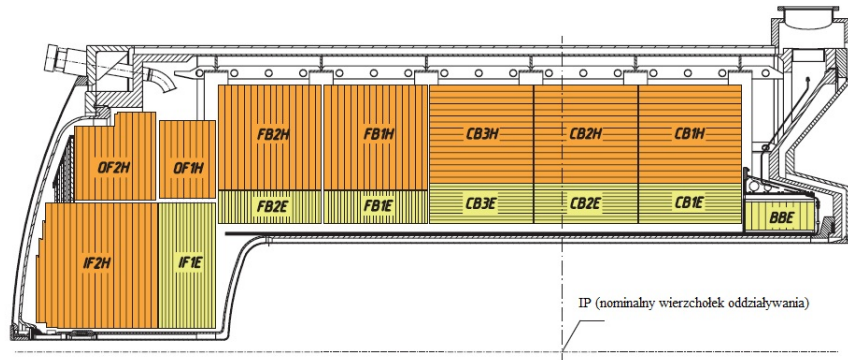 FB2H FB1H CB3H CB2H CB1H
OF2H OF1H
FB2E FB1E CB3E CB2E CB1E
BBE
IF2H IF1E
IP (nominalny wierzchołek oddziaływania)